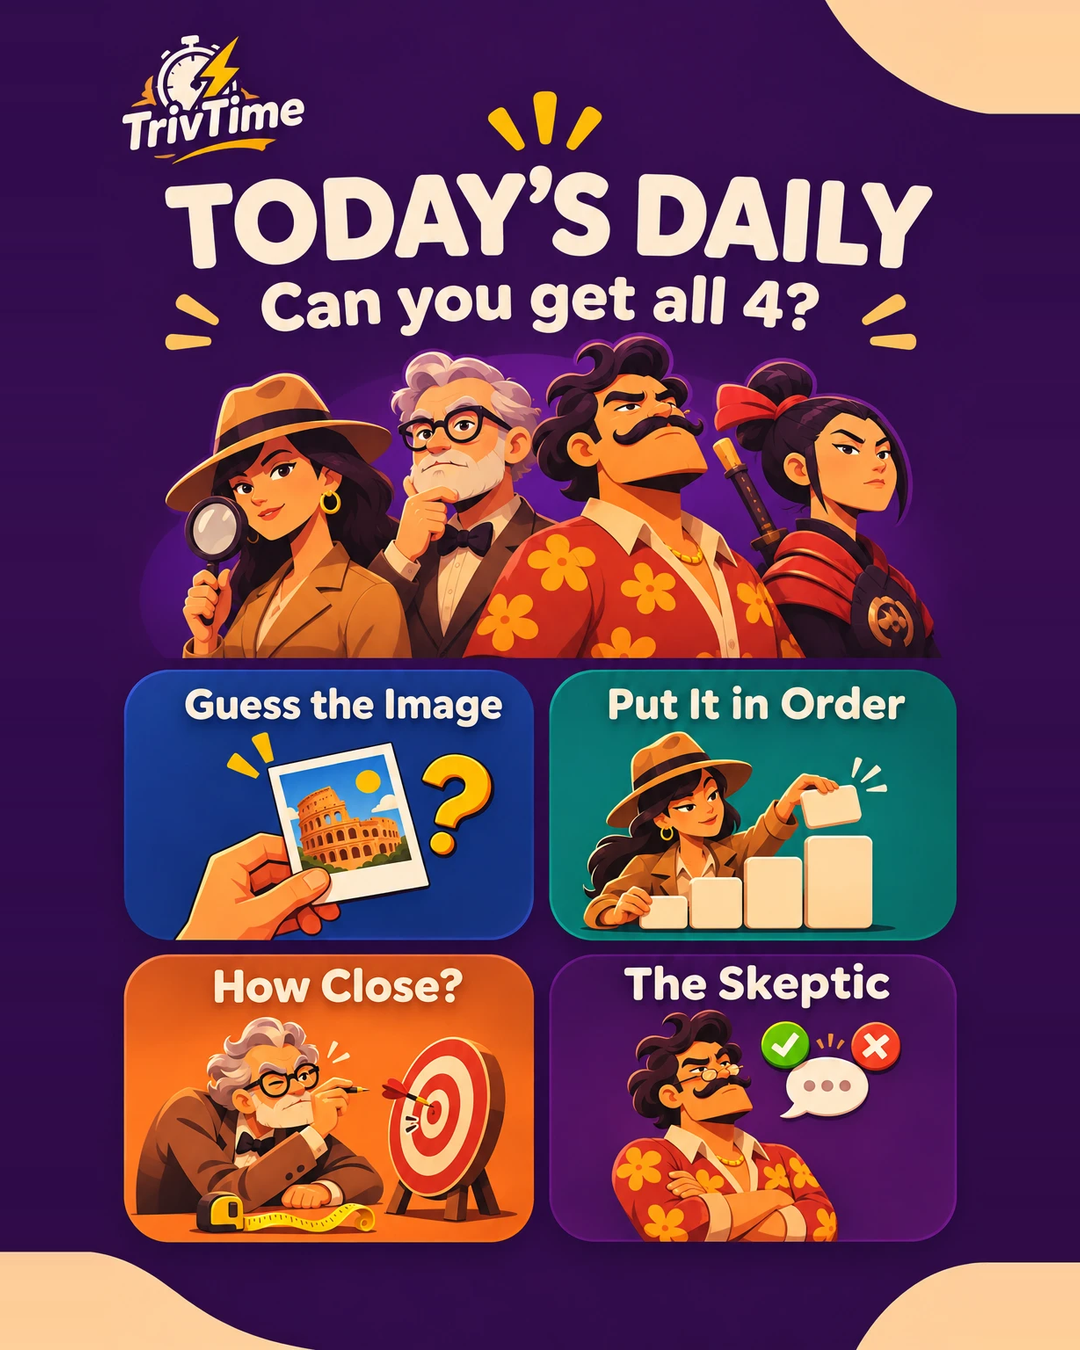 TrivTime
TODAY'S DAILY
Can you get all 4?
Guess the Image
?
Put It in Order
How Close?
The Skeptic